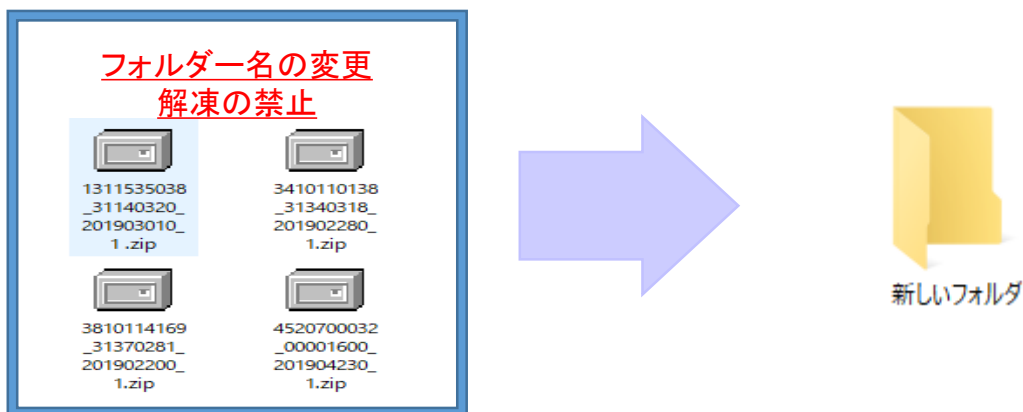 フォルダー名の変更
解凍の禁止
1311535038
_31140320_
201903010_
1 .zip
3410110138
_31340318_
201902280_
1.zip
3810114169
_31370281_
201902200_
1.zip
4520700032
_00001600_
201904230_
1.zip
新しいフォルダ